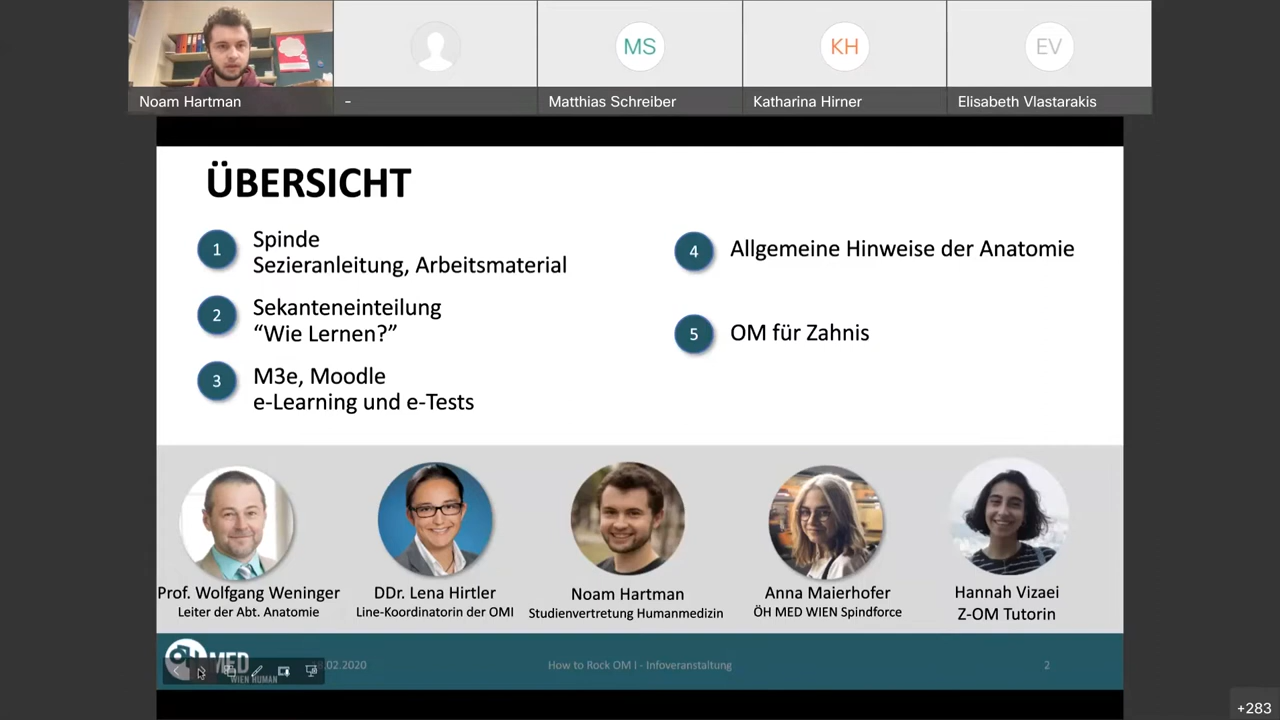 Noam Hartman
-
MS
Matthias Schreiber
KH
Katharina Hirner
EV
Elisabeth Vlastarakis
ÜBERSICHT
1
Spinde
Sezieranleitung, Arbeitsmaterial
2
Sekanteneinteilung
“Wie Lernen?”
3
M3e, Moodle
e-Learning und e-Tests
4
Allgemeine Hinweise der Anatomie
5
OM für Zahnis
Prof. Wolfgang Weninger
Leiter der Abt. Anatomie
DDr. Lena Hirtler
Line-Koordinatorin der OMI
Noam Hartman
Studienvertretung Humanmedizin
Anna Maierhofer
ÖH MED WIEN Spindforce
Hannah Vizaei
Z-OM Tutorin
MED
WIEN HUMAN
.02.2020
How to Rock OM I - Infoveranstaltung
2
+283